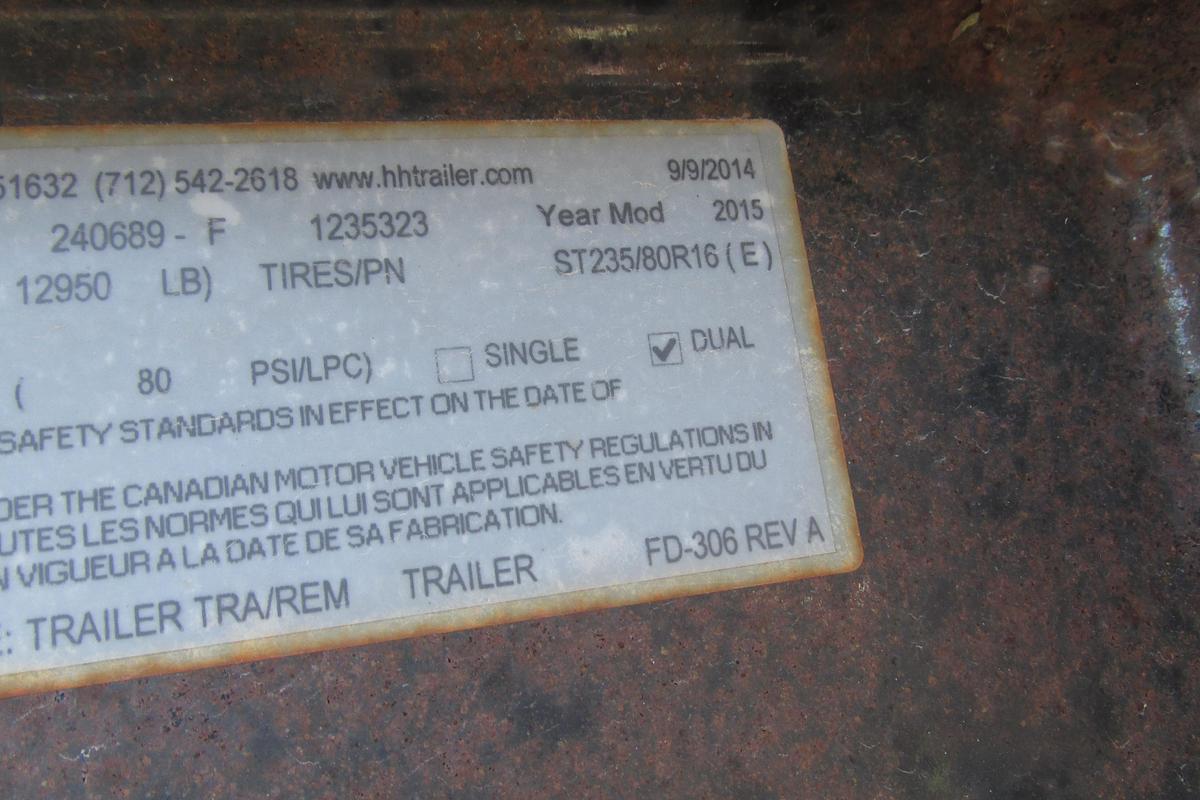 51632 (712) 542-2618 www.hhtrailer.com 9/9/2014
240689 - F 1235323 Year Mod 2015
12950 LB) TIRES/PN ST235/80R16 ( E )
( 80 PSI/LPC) SINGLE ✔ DUAL
SAFETY STANDARDS IN EFFECT ON THE DATE OF
DER THE CANADIAN MOTOR VEHICLE SAFETY REGULATIONS IN
UTES LES NORMES QUI LUI SONT APPLICABLES EN VERTU DU
N VIGUEUR A LA DATE DE SA FABRICATION.
E: TRAILER TRA/REM TRAILER FD-306 REV A